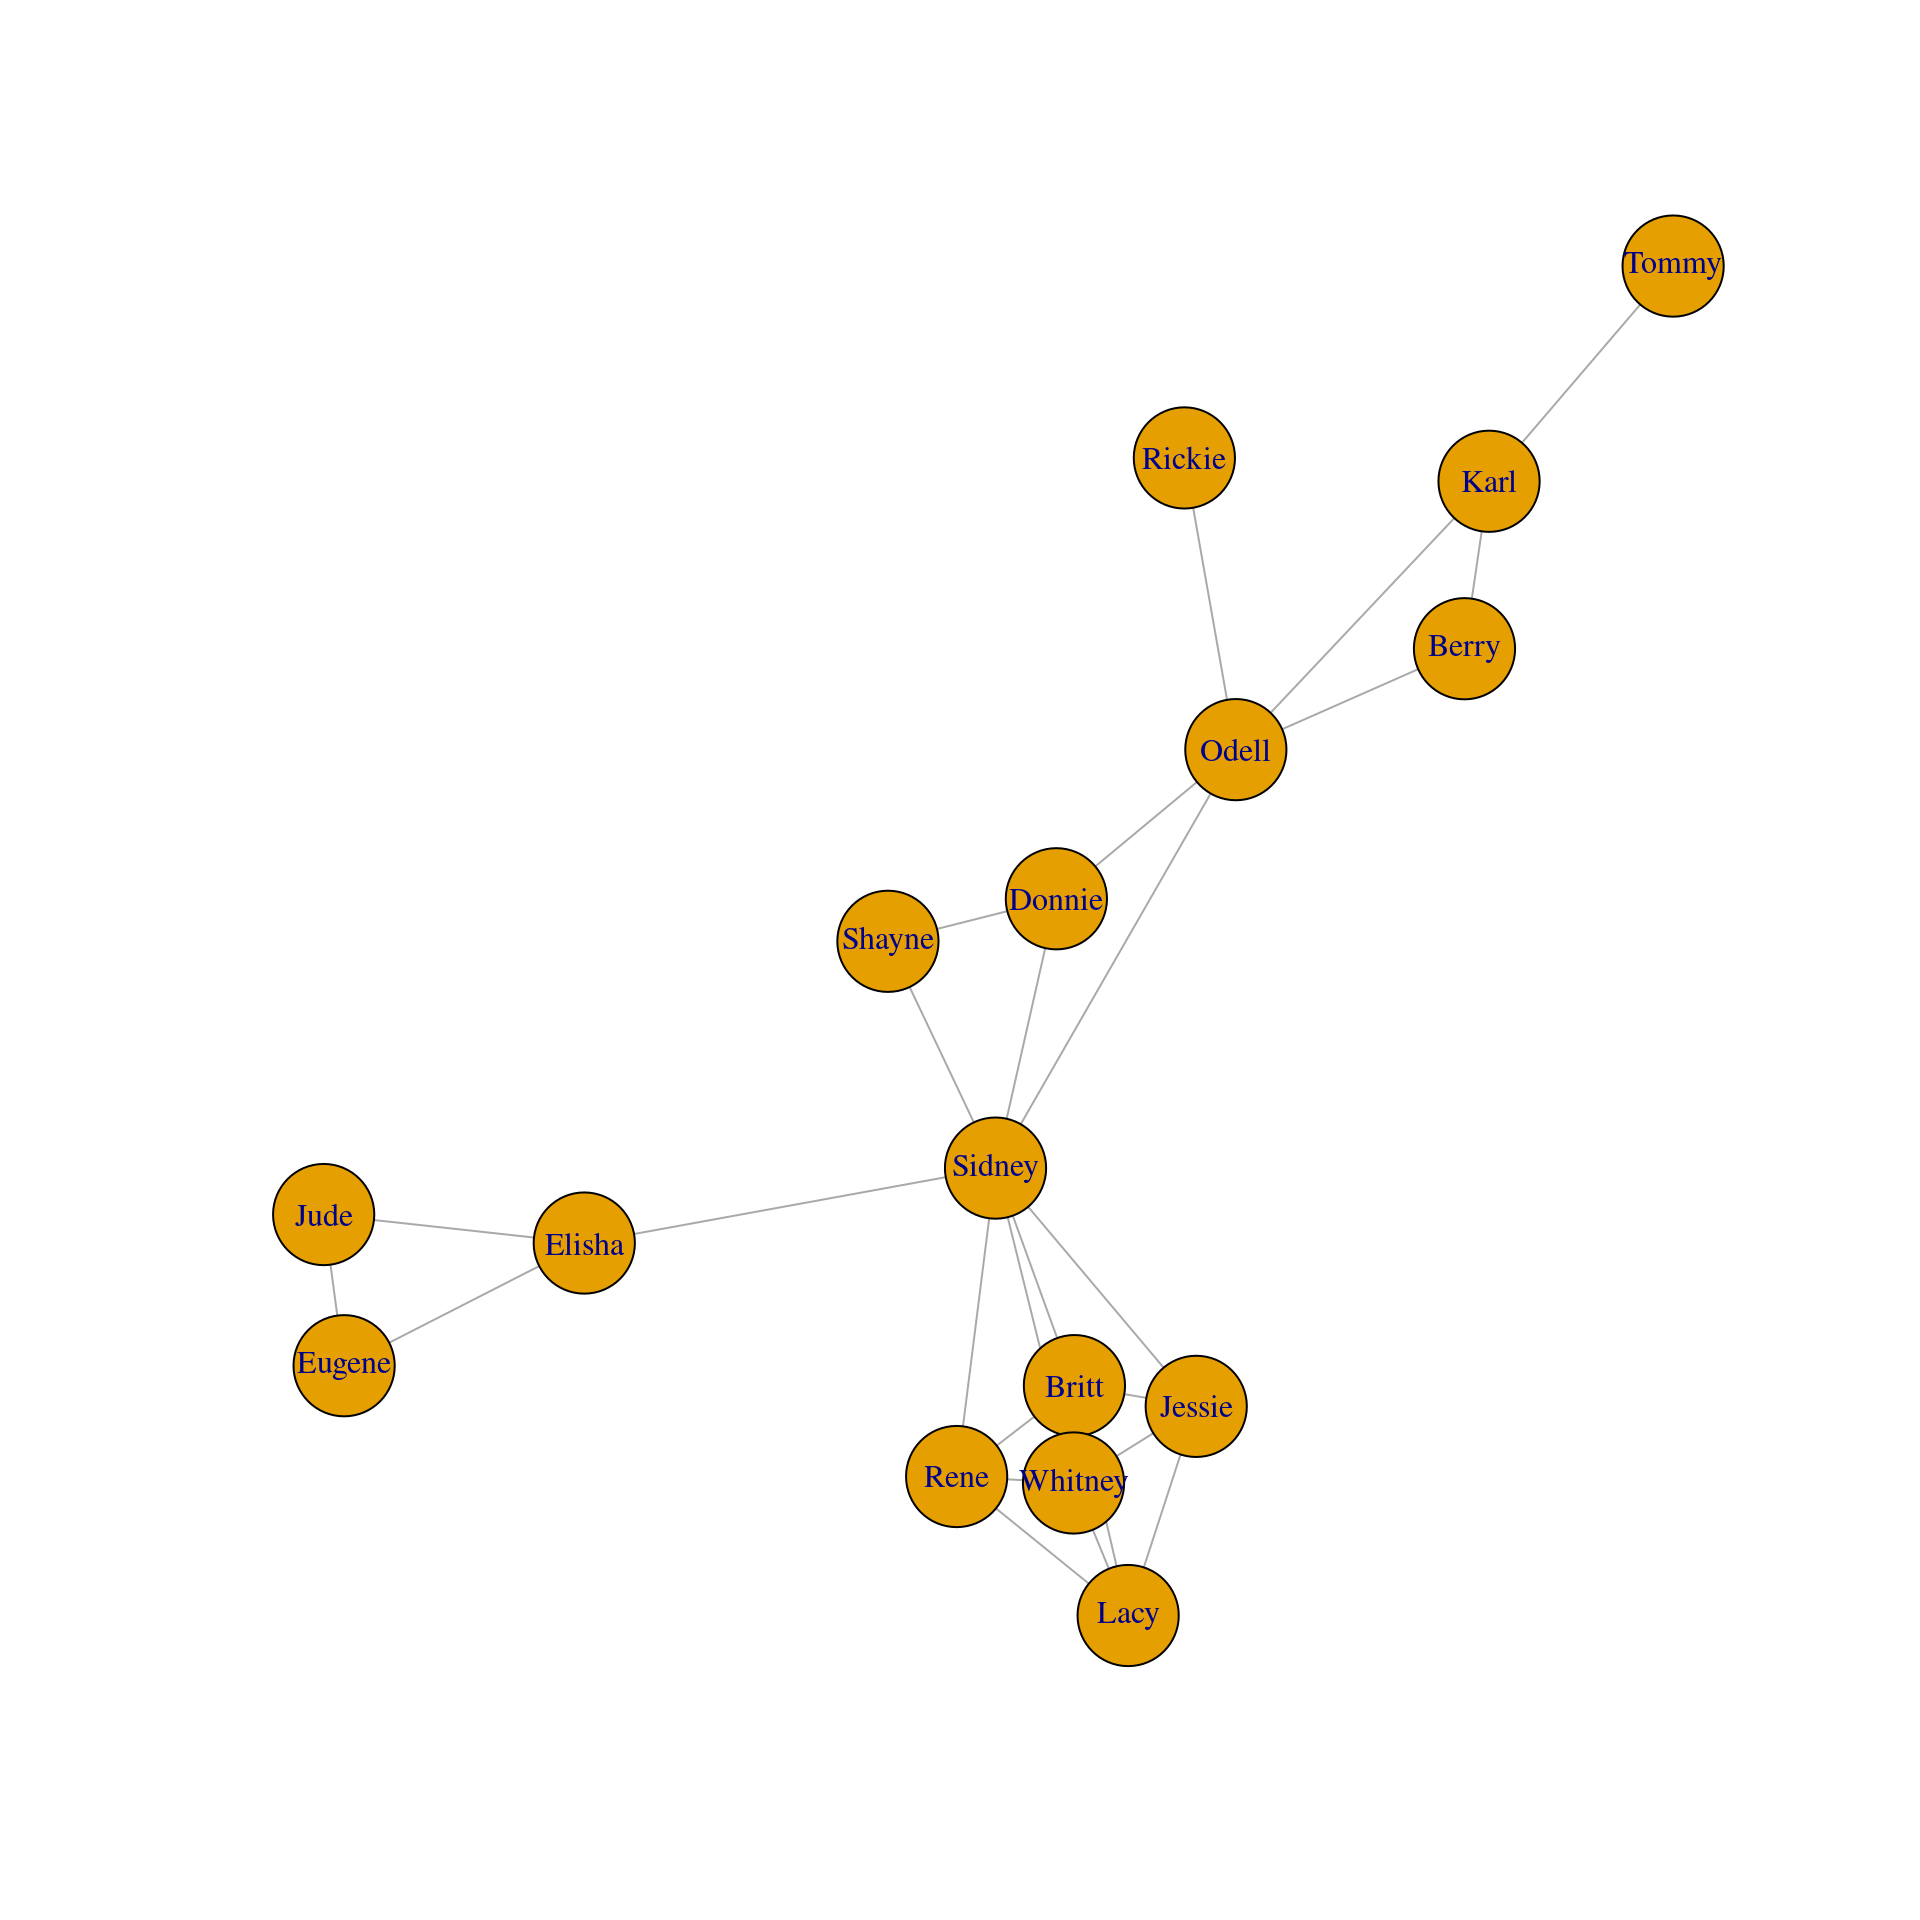 Tommy
Rickie
Karl
Berry
Odell
Donnie
Shayne
Sidney
Jude
Elisha
Eugene
Britt
Jessie
Rene
Whitney
Lacy